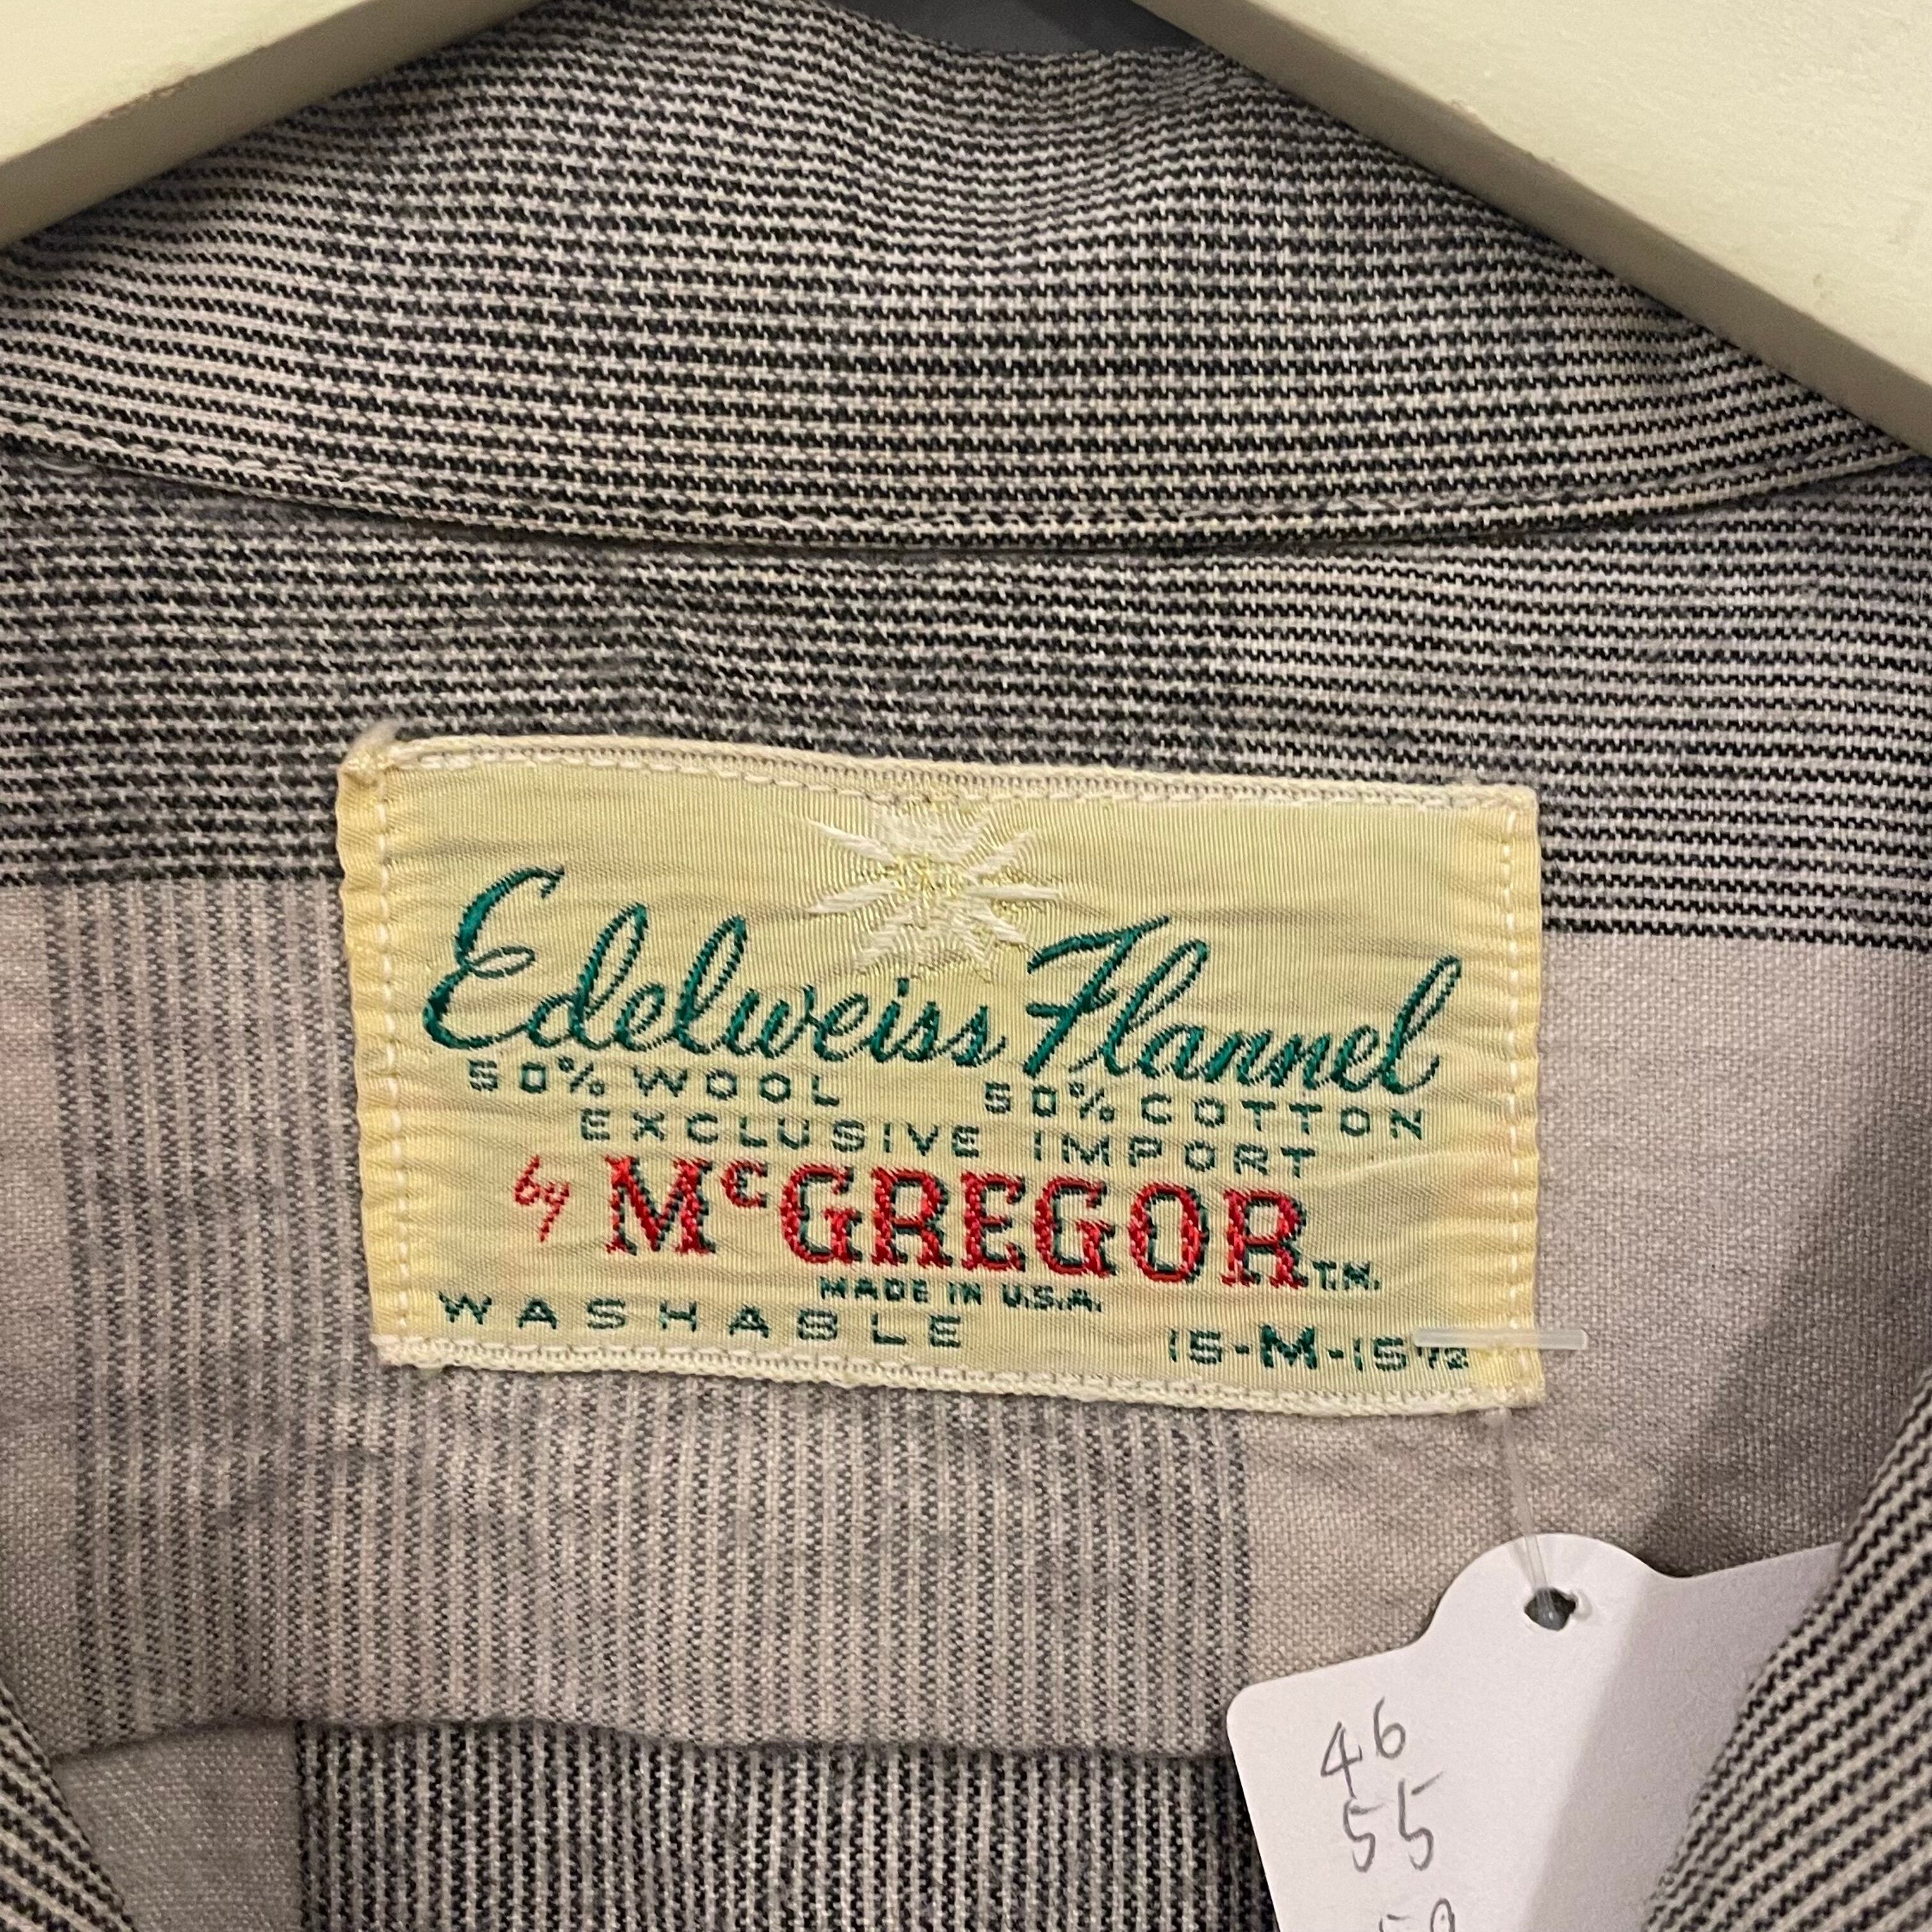 Edelweiss Flannel
50% WOOL 50% COTTON
EXCLUSIVE IMPORT
by McGREGOR T.M.
MADE IN U.S.A.
WASHABLE 15-M-15½
46
55